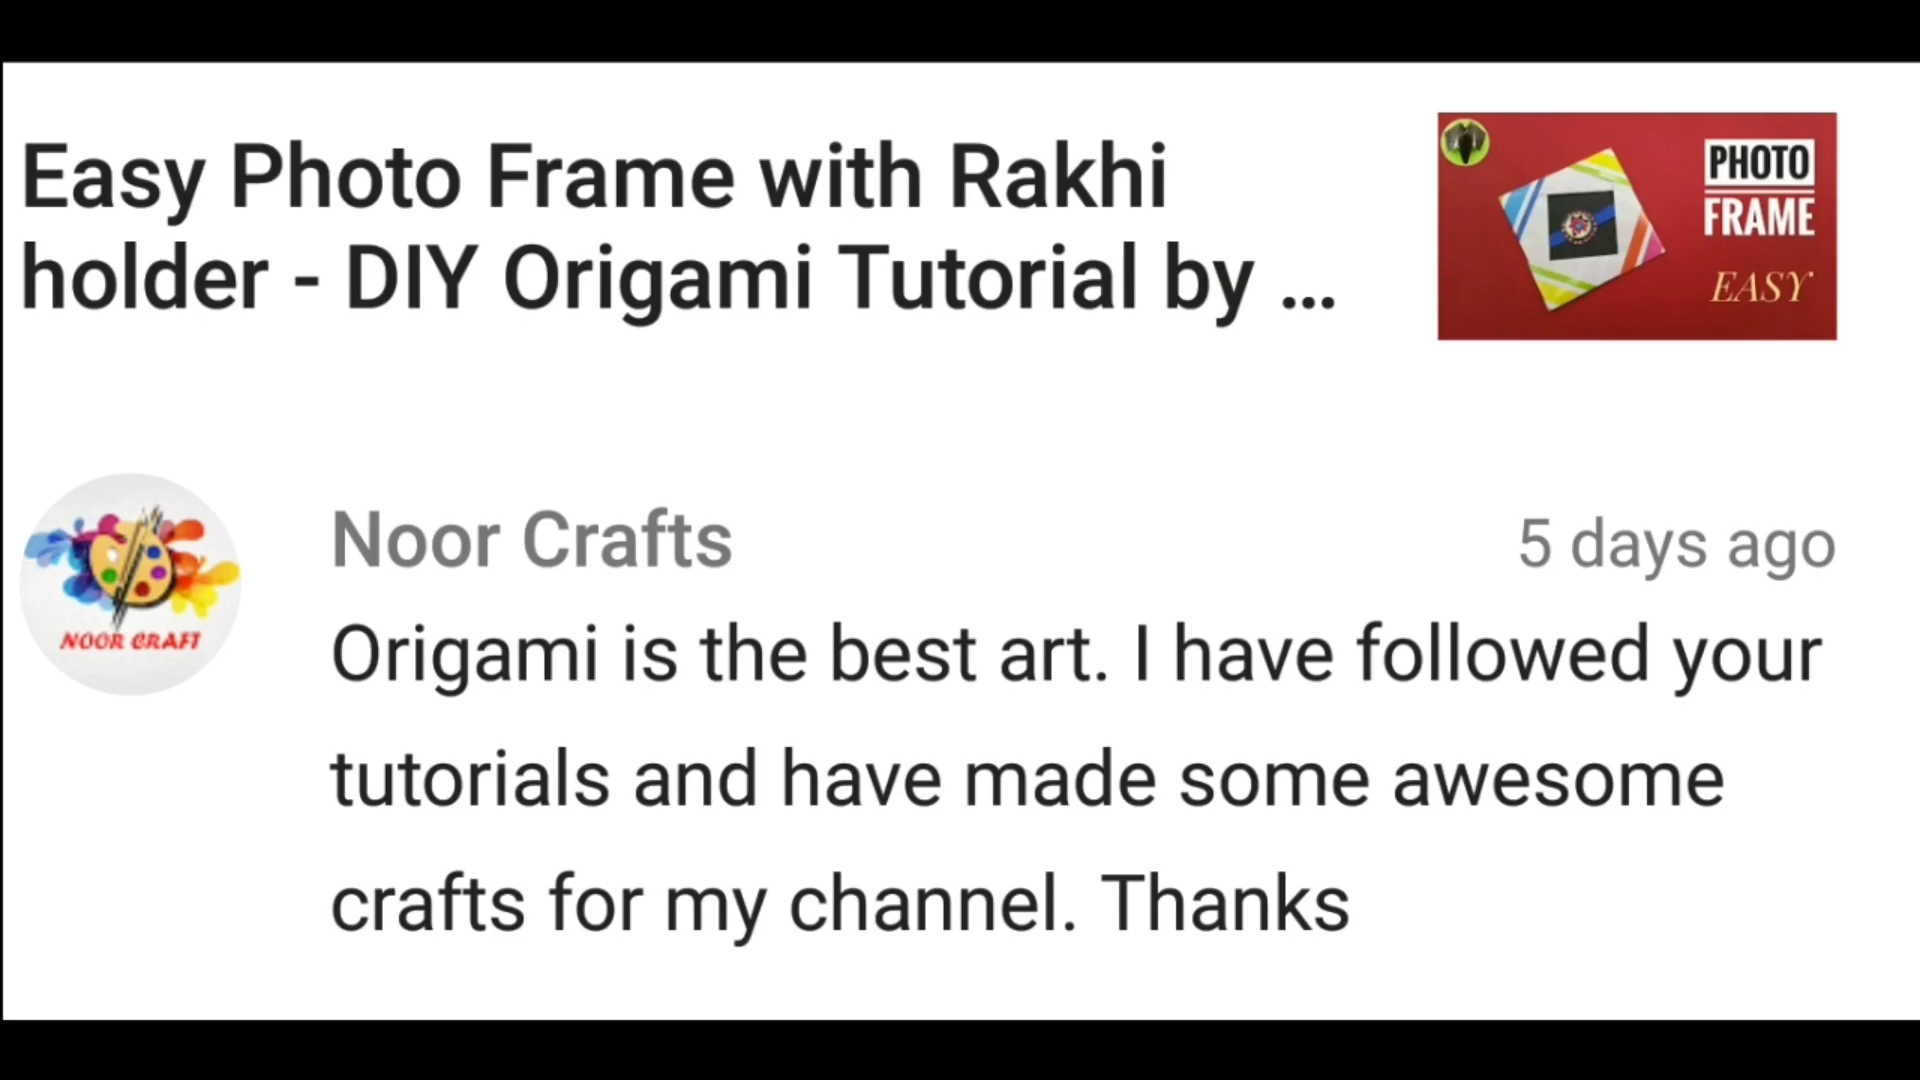 Easy Photo Frame with Rakhi
holder - DIY Origami Tutorial by ...
PHOTO
FRAME
EASY
NOOR CRAFT
Noor Crafts
5 days ago
Origami is the best art. I have followed your
tutorials and have made some awesome
crafts for my channel. Thanks